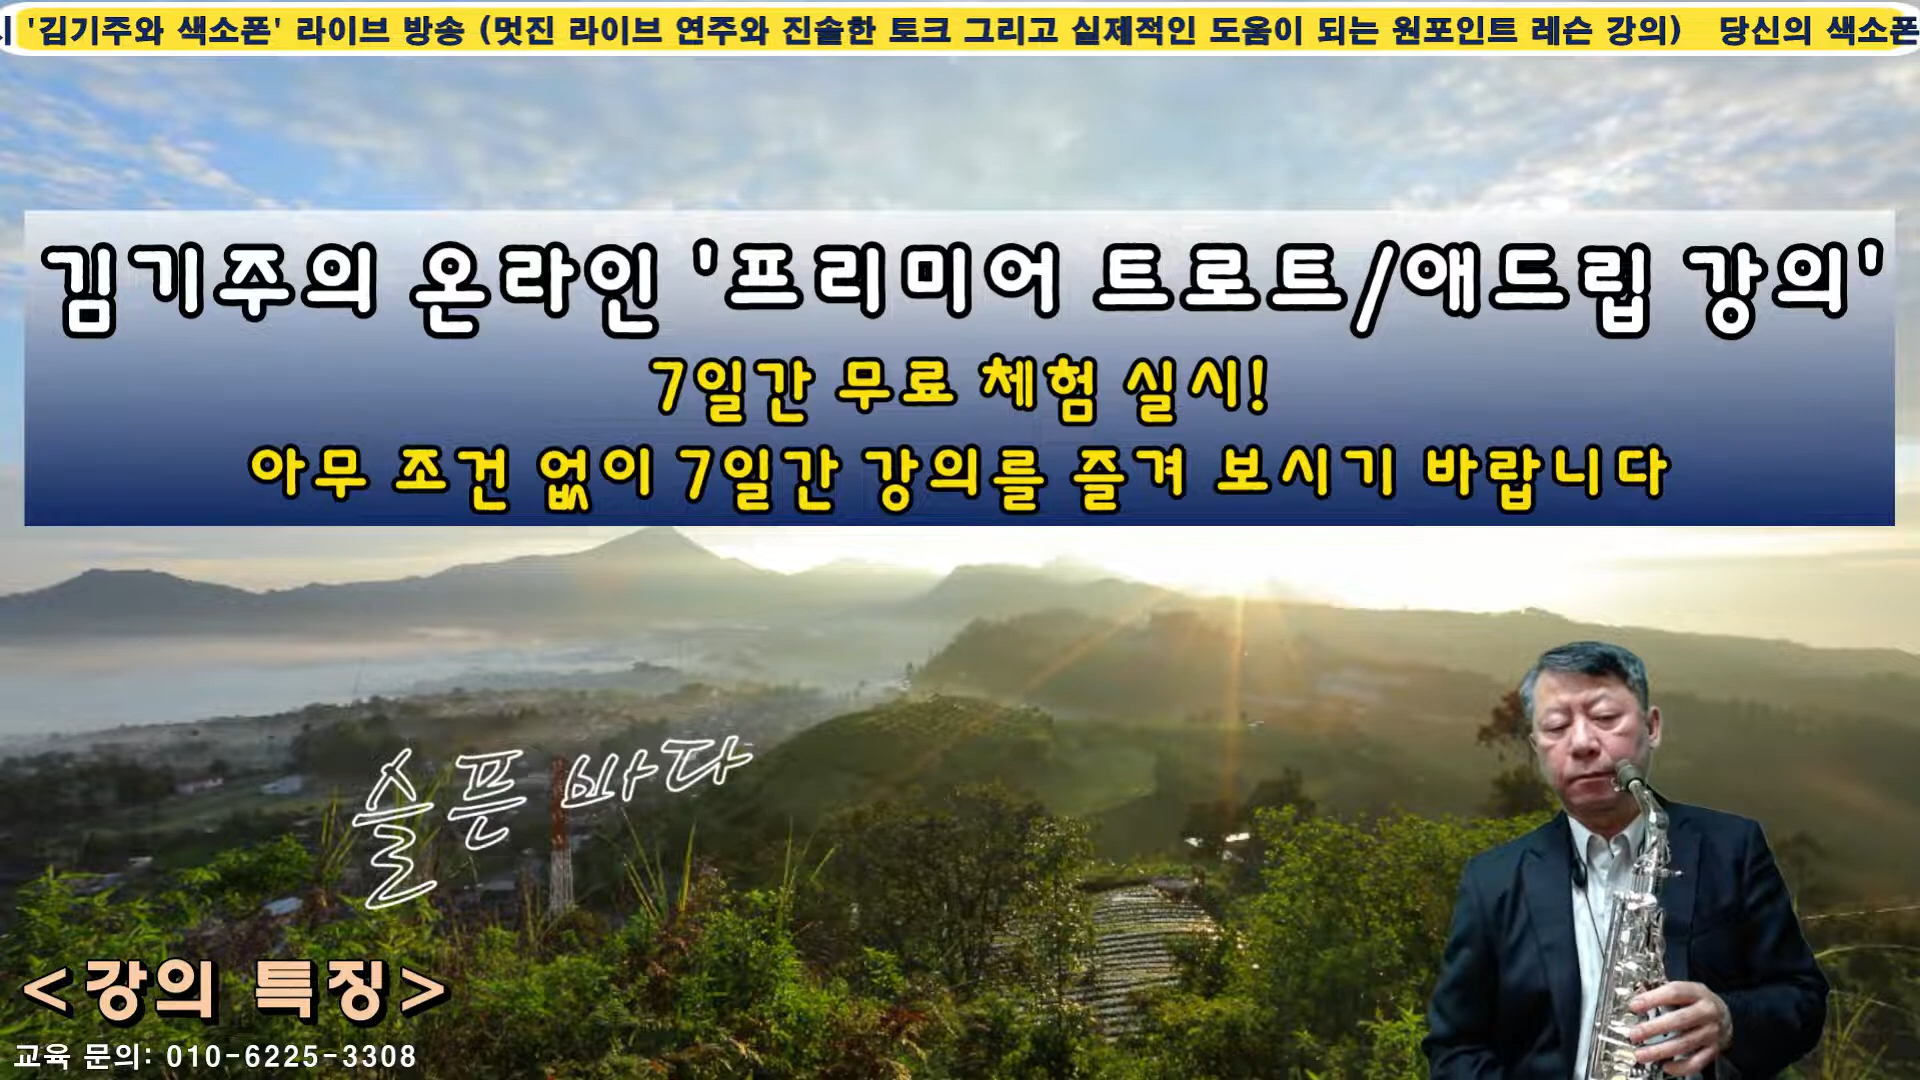 '김기주와 색소폰' 라이브 방송 (멋진 라이브 연주와 진솔한 토크 그리고 실제적인 도움이 되는 원포인트 레슨 강의) 당신의 색소폰
김기주의 온라인 '프리미어 트로트/애드립 강의'
7일간 무료 체험 실시!
아무 조건 없이 7일간 강의를 즐겨 보시기 바랍니다
슬픈 바다
<강의 특징>
교육 문의: 010-6225-3308